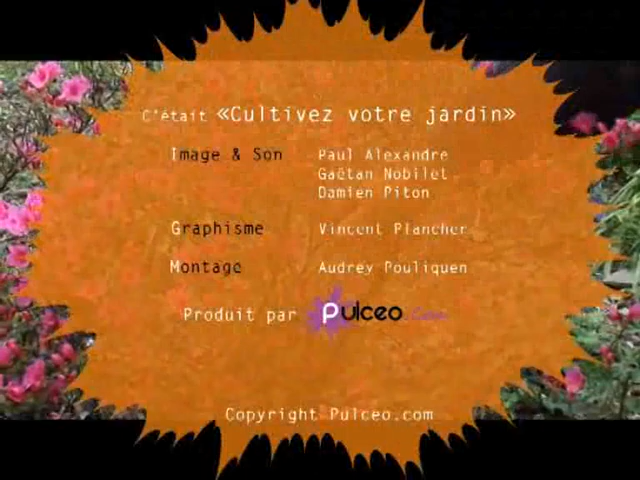 C'était «Cultivez votre jardin»
Image & Son Paul Alexandre
Gaëtan Nobilet
Damien Piton
Graphisme Vincent Plancher
Montage Audrey Pouliquen
Produit par Pulceo
Copyright Pulceo.com